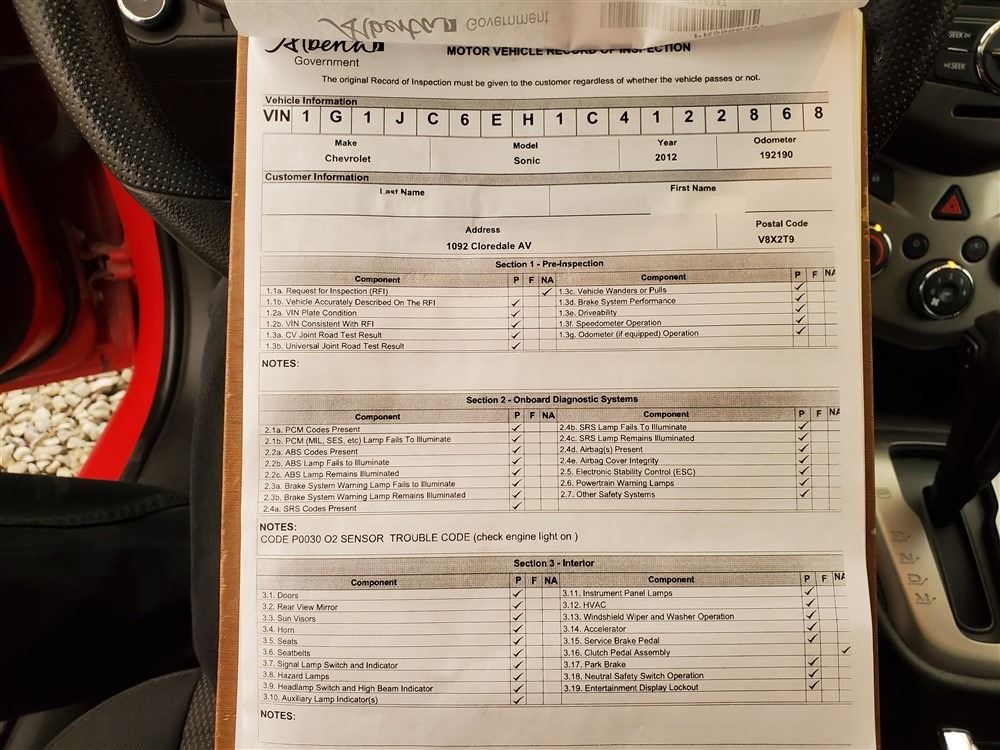 Alberta Government
Alberta
Government
MOTOR VEHICLE RECORD OF INSPECTION
The original Record of Inspection must be given to the customer regardless of whether the vehicle passes or not.
Vehicle Information
VIN 1 G 1 J C 6 E H 1 C 4 1 2 2 8 6 8
Make Model Year Odometer
Chevrolet Sonic 2012 192190
Customer Information
Last Name First Name
Address Postal Code
1092 Cloredale AV V8X2T9
Section 1 - Pre-Inspection
Component P F NA Component P F NA
1.1a. Request for Inspection (RFI) ✓ 1.3c. Vehicle Wanders or Pulls ✓
1.1b. Vehicle Accurately Described On The RFI ✓ 1.3d. Brake System Performance ✓
1.2a. VIN Plate Condition ✓ 1.3e. Driveability ✓
1.2b. VIN Consistent With RFI ✓ 1.3f. Speedometer Operation ✓
1.3a. CV Joint Road Test Result ✓ 1.3g. Odometer (if equipped) Operation ✓
1.3b. Universal Joint Road Test Result ✓
NOTES:
Section 2 - Onboard Diagnostic Systems
Component P F NA Component P F NA
2.1a. PCM Codes Present ✓ 2.4b. SRS Lamp Fails To Illuminate ✓
2.1b. PCM (MIL, SES, etc) Lamp Fails To Illuminate ✓ 2.4c. SRS Lamp Remains Illuminated ✓
2.2a. ABS Codes Present ✓ 2.4d. Airbag(s) Present ✓
2.2b. ABS Lamp Fails to Illuminate ✓ 2.4e. Airbag Cover Integrity ✓
2.2c. ABS Lamp Remains Illuminated ✓ 2.5. Electronic Stability Control (ESC) ✓
2.3a. Brake System Warning Lamp Fails to Illuminate ✓ 2.6. Powertrain Warning Lamps ✓
2.3b. Brake System Warning Lamp Remains Illuminated ✓ 2.7. Other Safety Systems ✓
2.4a. SRS Codes Present ✓
NOTES:
CODE P0030 O2 SENSOR TROUBLE CODE (check engine light on )
Section 3 - Interior
Component P F NA Component P F NA
3.1. Doors ✓ 3.11. Instrument Panel Lamps ✓
3.2. Rear View Mirror ✓ 3.12. HVAC ✓
3.3. Sun Visors ✓ 3.13. Windshield Wiper and Washer Operation ✓
3.4. Horn ✓ 3.14. Accelerator ✓
3.5. Seats ✓ 3.15. Service Brake Pedal ✓
3.6. Seatbelts ✓ 3.16. Clutch Pedal Assembly ✓
3.7. Signal Lamp Switch and Indicator ✓ 3.17. Park Brake ✓
3.8. Hazard Lamps ✓ 3.18. Neutral Safety Switch Operation ✓
3.9. Headlamp Switch and High Beam Indicator ✓ 3.19. Entertainment Display Lockout ✓
3.10. Auxiliary Lamp Indicator(s) ✓
NOTES:
SEEK
SEEK
P
R
N
D
M